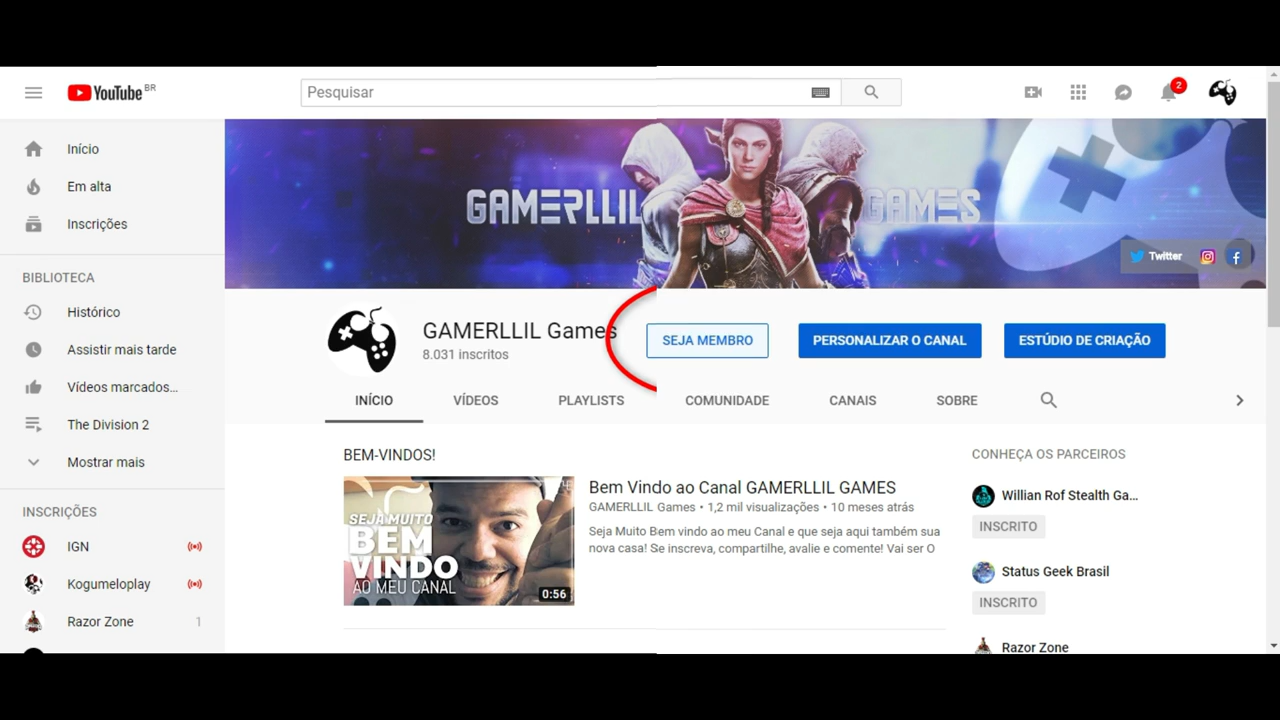 YouTube BR
Pesquisar
2
Início
Em alta
Inscrições
BIBLIOTECA
Histórico
Assistir mais tarde
Vídeos marcados...
The Division 2
Mostrar mais
INSCRIÇÕES
IGN
Kogumeloplay
Razor Zone 1
GAMERLLIL GAMES
Twitter
GAMERLLIL Games
8.031 inscritos
SEJA MEMBRO
PERSONALIZAR O CANAL
ESTÚDIO DE CRIAÇÃO
INÍCIO VÍDEOS PLAYLISTS COMUNIDADE CANAIS SOBRE
BEM-VINDOS!
SEJA MUITO
BEM
VINDO
AO MEU CANAL
0:56
Bem Vindo ao Canal GAMERLLIL GAMES
GAMERLLIL Games • 1,2 mil visualizações • 10 meses atrás
Seja Muito Bem vindo ao meu Canal e que seja aqui também sua
nova casa! Se inscreva, compartilhe, avalie e comente! Vai ser O
CONHEÇA OS PARCEIROS
Willian Rof Stealth Ga...
INSCRITO
Status Geek Brasil
INSCRITO
Razor Zone